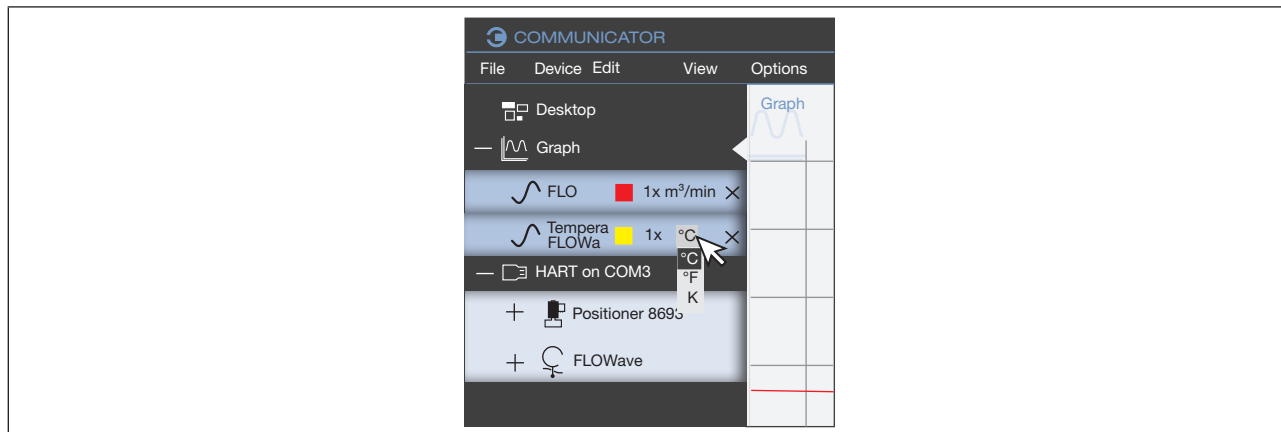 COMMUNICATOR
File Device Edit View Options
Desktop
Graph
Graph
FLO 1x m³/min
Tempera
FLOWa
1x °C
°C
°F
K
HART on COM3
Positioner 8693
FLOWave